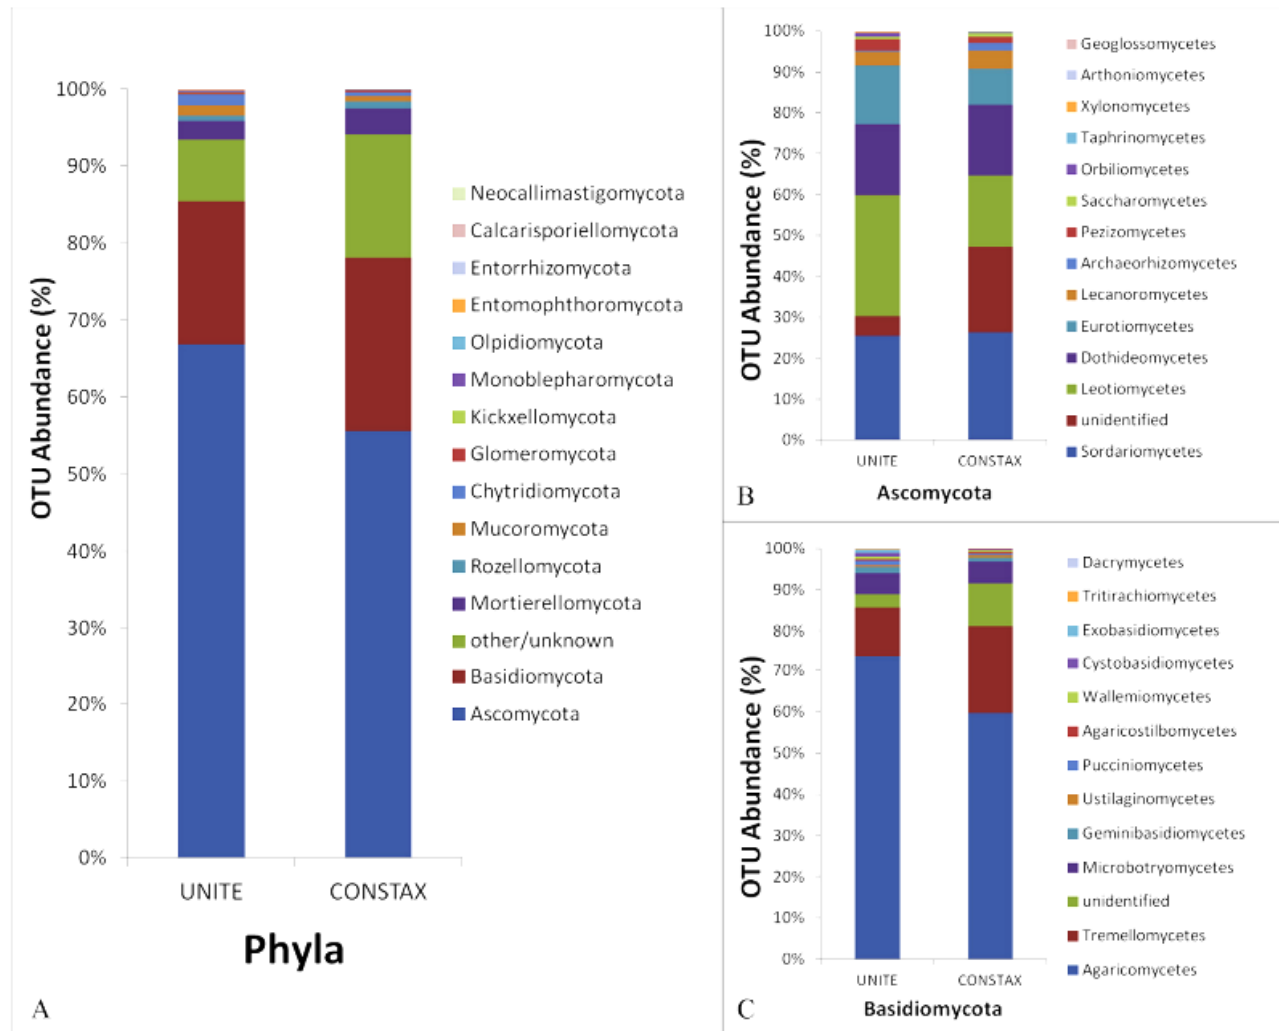 OTU Abundance (%)
100%
90%
80%
70%
60%
50%
40%
30%
20%
10%
0%
UNITE
CONSTAX
Phyla
A
Neocallimastigomycota
Calcarisporiellomycota
Entorrhizomycota
Entomophthoromycota
Olpidiomycota
Monoblepharomycota
Kickxellomycota
Glomeromycota
Chytridiomycota
Mucoromycota
Rozellomycota
Mortierellomycota
other/unknown
Basidiomycota
Ascomycota
OTU Abundance (%)
100%
90%
80%
70%
60%
50%
40%
30%
20%
10%
0%
UNITE
CONSTAX
Ascomycota
B
Geoglossomycetes
Arthoniomycetes
Xylonomycetes
Taphrinomycetes
Orbiliomycetes
Saccharomycetes
Pezizomycetes
Archaeorhizomycetes
Lecanoromycetes
Eurotiomycetes
Dothideomycetes
Leotiomycetes
unidentified
Sordariomycetes
OTU Abundance (%)
100%
90%
80%
70%
60%
50%
40%
30%
20%
10%
0%
UNITE
CONSTAX
Basidiomycota
C
Dacrymycetes
Tritirachiomycetes
Exobasidiomycetes
Cystobasidiomycetes
Wallemiomycetes
Agaricostilbomycetes
Pucciniomycetes
Ustilaginomycetes
Geminibasidiomycetes
Microbotryomycetes
unidentified
Tremellomycetes
Agaricomycetes